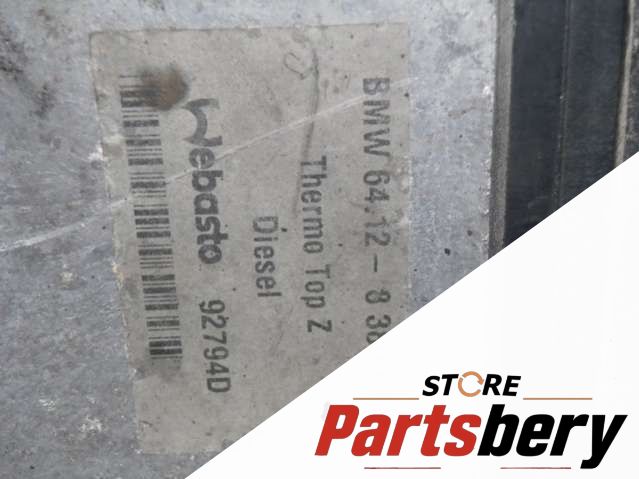 BMW 64.12 - 8 3
Thermo Top Z
Diesel
Webasto 92794D
STORE
Partsbery